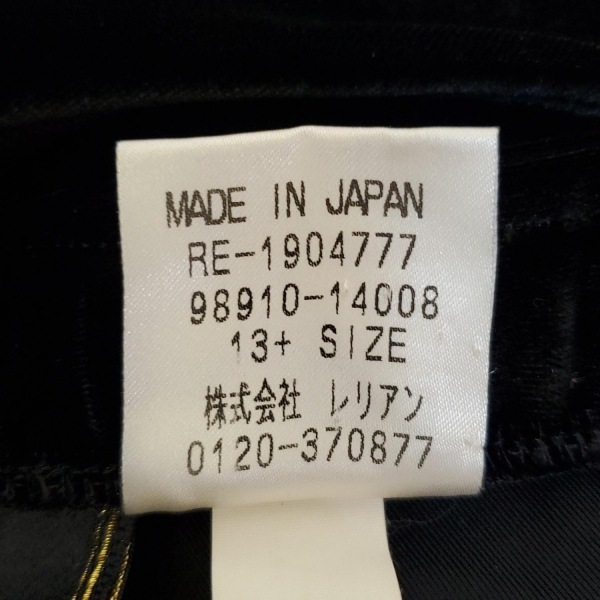 MADE IN JAPAN
RE-1904777
98910-14008
13+ SIZE
株式会社 レリアン
0120-370877